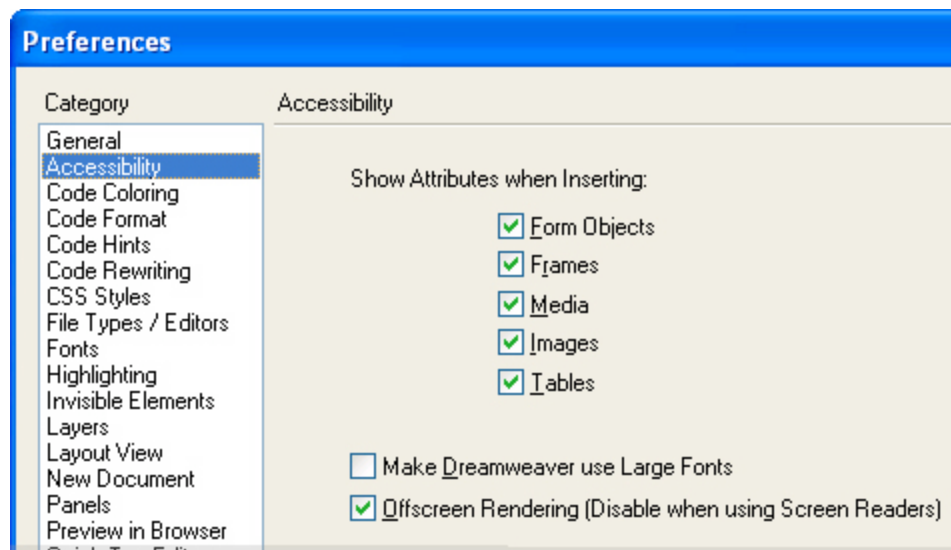 Preferences
Category
General
Accessibility
Code Coloring
Code Format
Code Hints
Code Rewriting
CSS Styles
File Types / Editors
Fonts
Highlighting
Invisible Elements
Layers
Layout View
New Document
Panels
Preview in Browser
Accessibility
Show Attributes when Inserting:
Form Objects
Frames
Media
Images
Tables
Make Dreamweaver use Large Fonts
Offscreen Rendering (Disable when using Screen Readers)